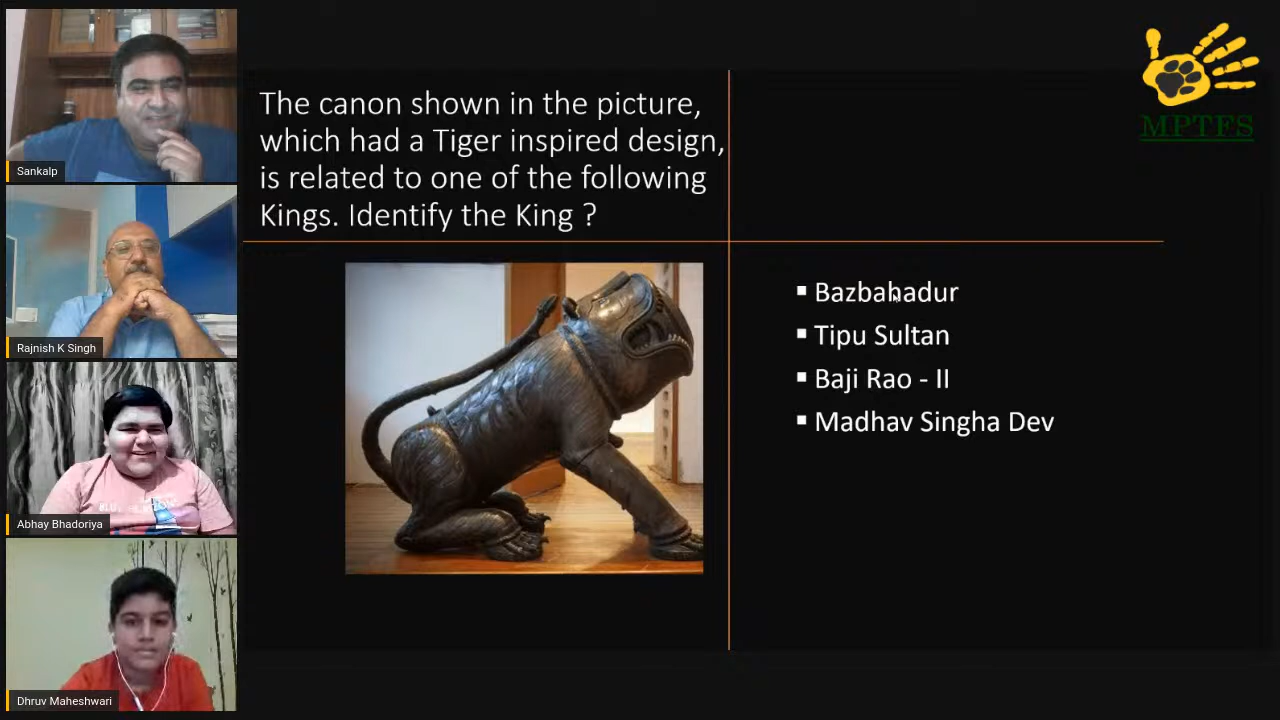 The canon shown in the picture,
which had a Tiger inspired design,
is related to one of the following
Kings. Identify the King ?
Bazbahadur
Tipu Sultan
Baji Rao - II
Madhav Singha Dev
MPTFS
Sankalp
Rajnish K Singh
Abhay Bhadoriya
Dhruv Maheshwari